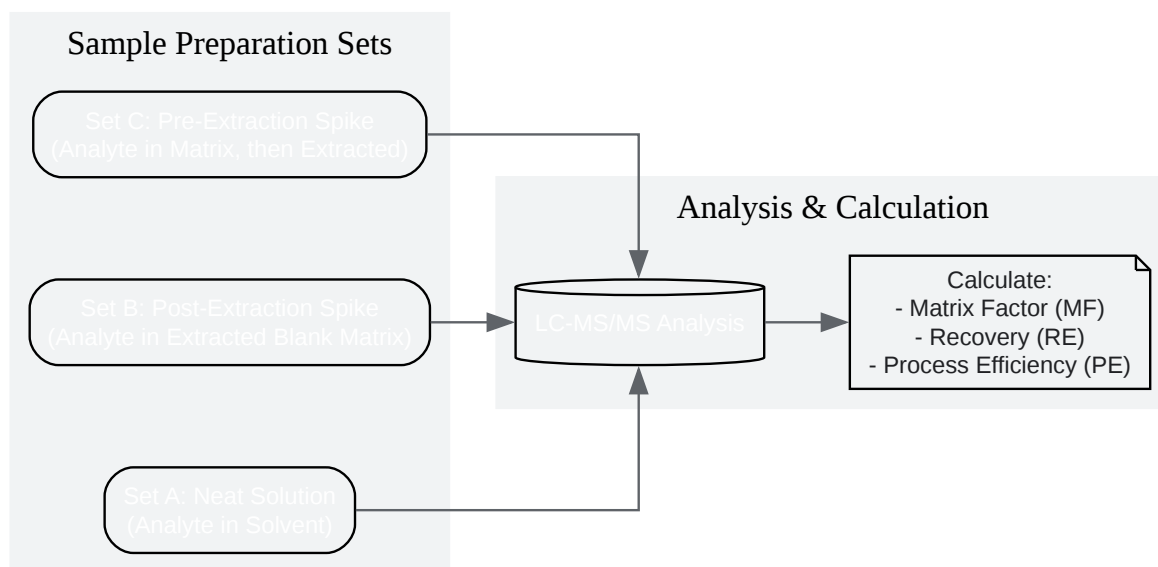 Sample Preparation Sets
Set C: Pre-Extraction Spike
(Analyte in Matrix, then Extracted)
Set B: Post-Extraction Spike
(Analyte in Extracted Blank Matrix)
Set A: Neat Solution
(Analyte in Solvent)
Analysis & Calculation
LC-MS/MS Analysis
Calculate:
- Matrix Factor (MF)
- Recovery (RE)
- Process Efficiency (PE)